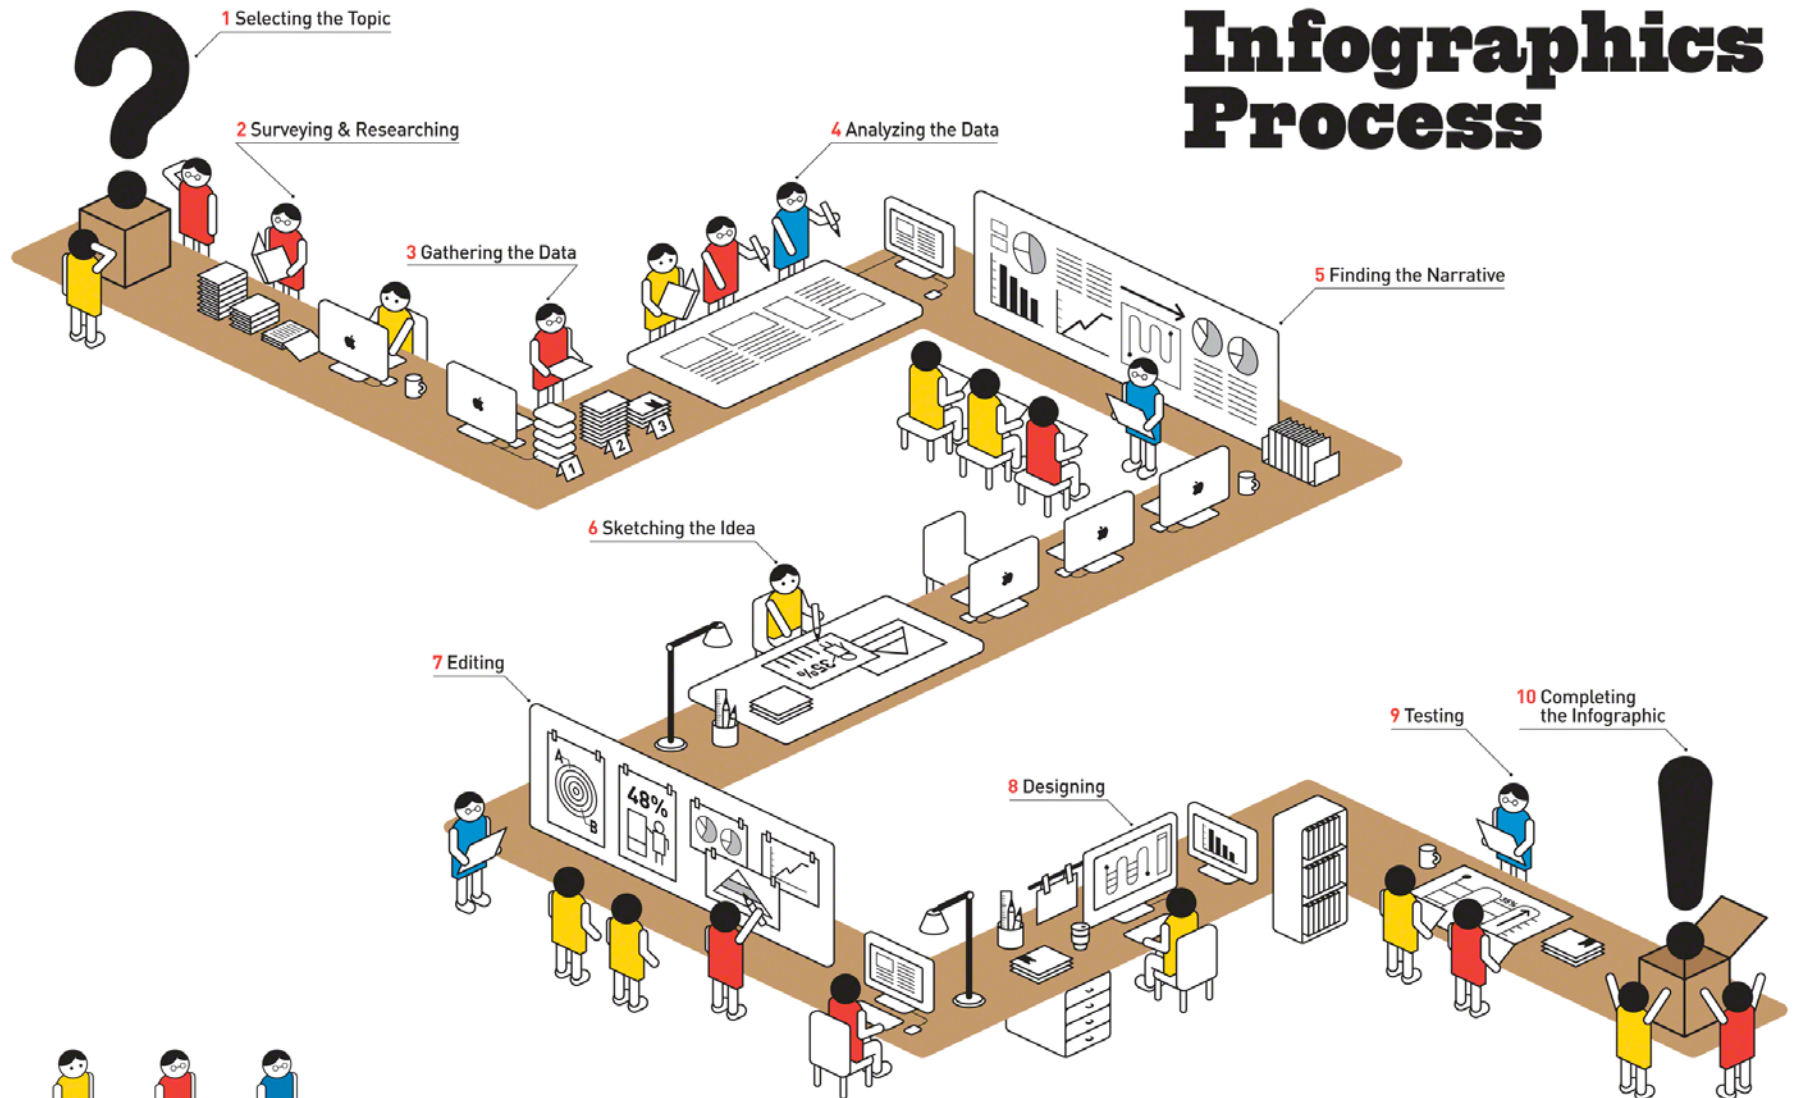 Infographics
Process
1 Selecting the Topic
2 Surveying & Researching
3 Gathering the Data
4 Analyzing the Data
5 Finding the Narrative
1
2
3
6 Sketching the Idea
35%
7 Editing
A
B
48%
8 Designing
9 Testing
10 Completing
the Infographic
38%